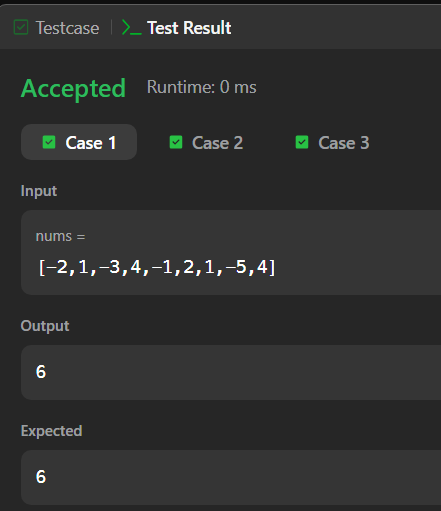 Testcase Test Result
Accepted Runtime: 0 ms
Case 1 Case 2 Case 3
Input
nums =
[-2,1,-3,4,-1,2,1,-5,4]
Output
6
Expected
6